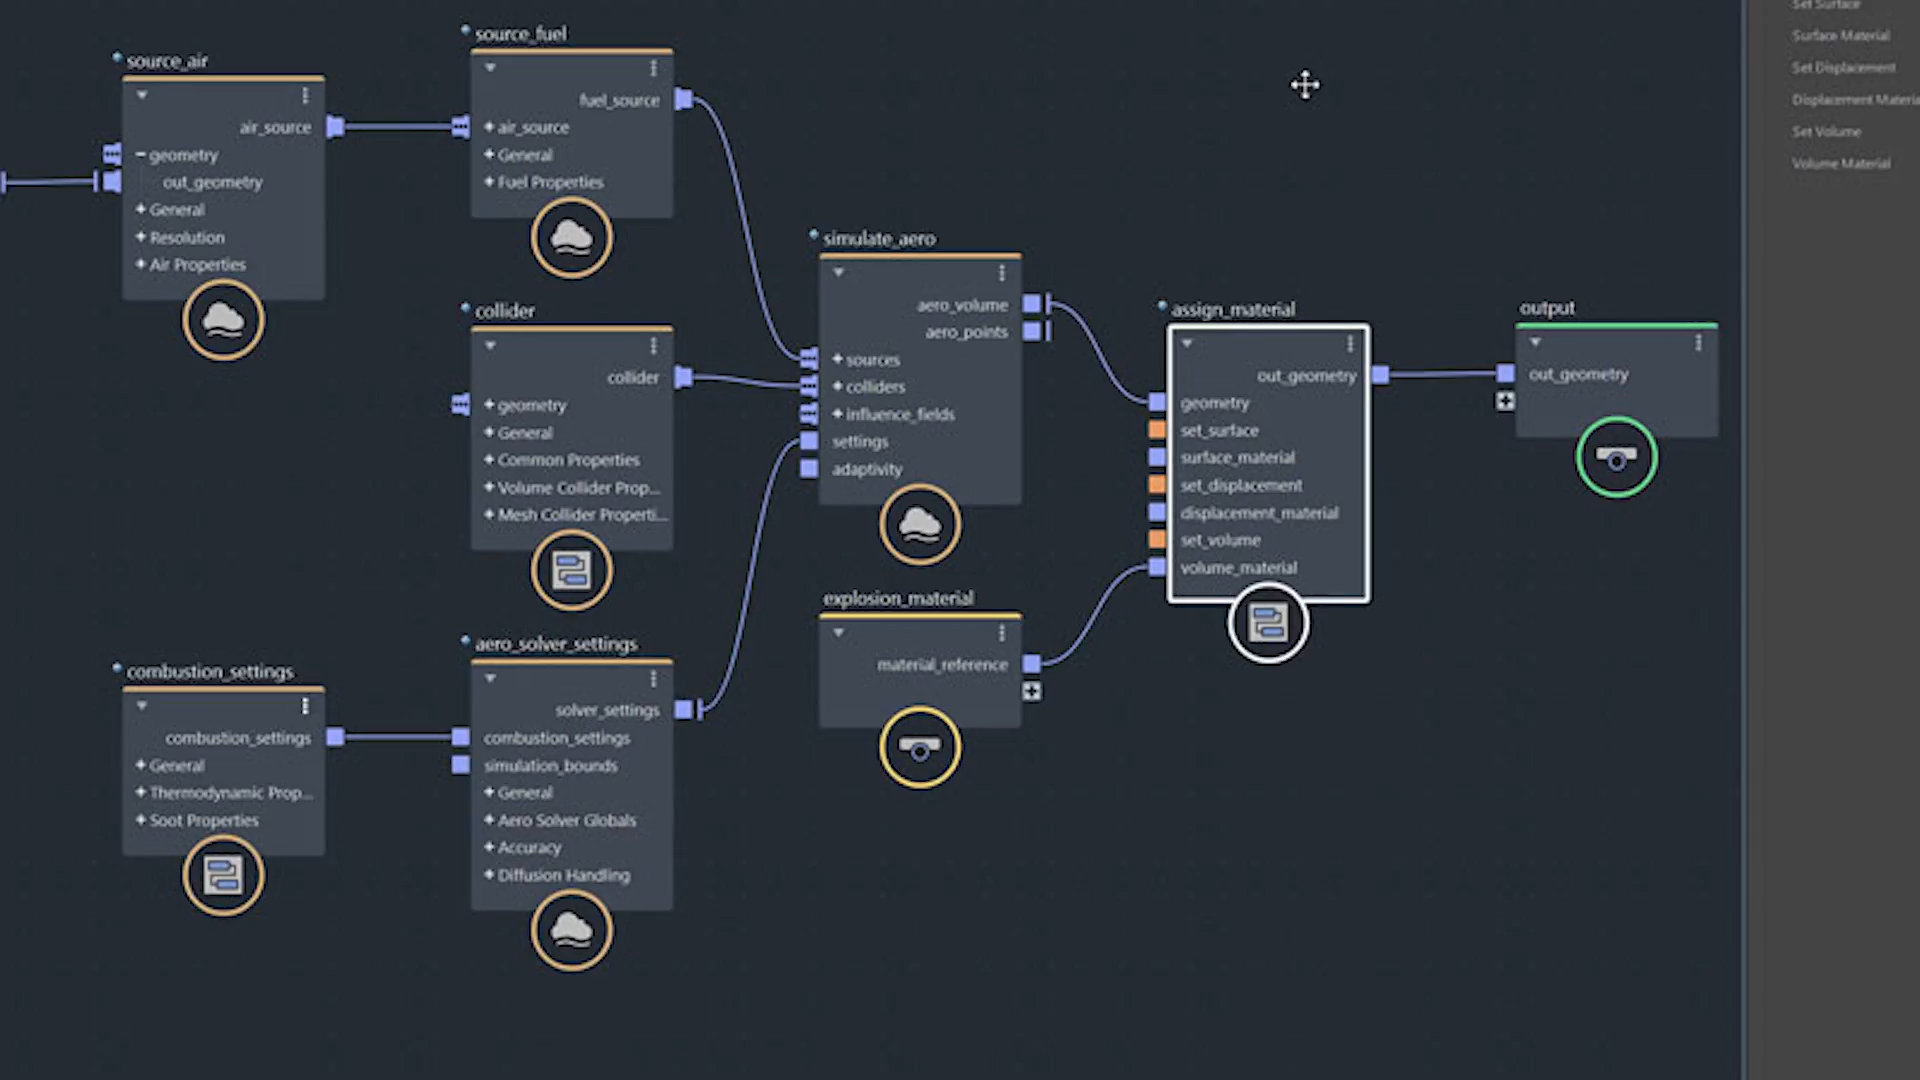 source_air
air_source
geometry
out_geometry
General
Resolution
Air Properties
source_fuel
fuel_source
air_source
General
Fuel Properties
collider
collider
geometry
General
Common Properties
Volume Collider Prop...
Mesh Collider Properti...
combustion_settings
combustion_settings
General
Thermodynamic Prop...
Soot Properties
aero_solver_settings
solver_settings
combustion_settings
simulation_bounds
General
Aero Solver Globals
Accuracy
Diffusion Handling
simulate_aero
aero_volume
aero_points
sources
colliders
influence_fields
settings
adaptivity
explosion_material
material_reference
assign_material
out_geometry
geometry
set_surface
surface_material
set_displacement
displacement_material
set_volume
volume_material
output
out_geometry
Set Surface
Surface Material
Set Displacement
Displacement Materia
Set Volume
Volume Material